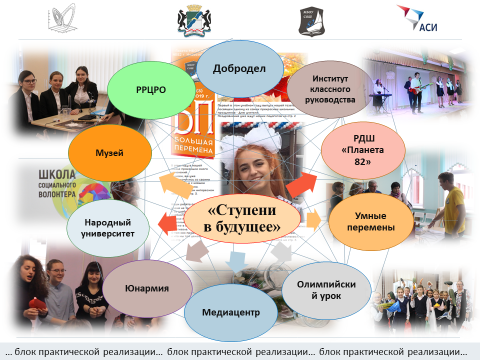 АСИ
Добродел
РРЦРО
Институт
классного
руководства
БП
БОЛЬШАЯ
ПЕРЕМЕНА
Музей
РДШ
«Планета
82»
ШКОЛА
СОЦИАЛЬНОГО
ВОЛОНТЕРА
«Ступени
в будущее»
Народный
университет
Умные
перемены
Юнармия
Медиацентр
Олимпийски
й урок
... блок практической реализации... блок практической реализации... блок практической реализации...